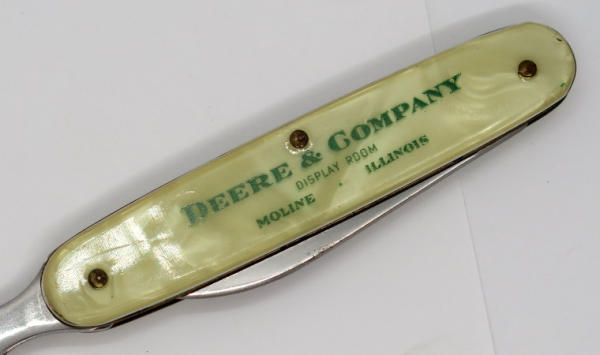 DEERE & COMPANY
DISPLAY ROOM
MOLINE ILLINOIS